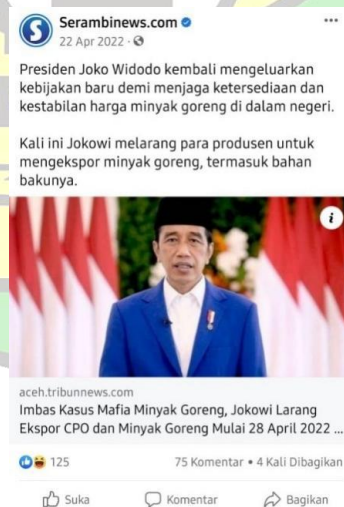 Serambinews.com
22 Apr 2022 ·
Presiden Joko Widodo kembali mengeluarkan
kebijakan baru demi menjaga ketersediaan dan
kestabilan harga minyak goreng di dalam negeri.
Kali ini Jokowi melarang para produsen untuk
mengekspor minyak goreng, termasuk bahan
bakunya.
aceh.tribunnews.com
Imbas Kasus Mafia Minyak Goreng, Jokowi Larang
Ekspor CPO dan Minyak Goreng Mulai 28 April 2022 ...
125 75 Komentar • 4 Kali Dibagikan
Suka Komentar Bagikan